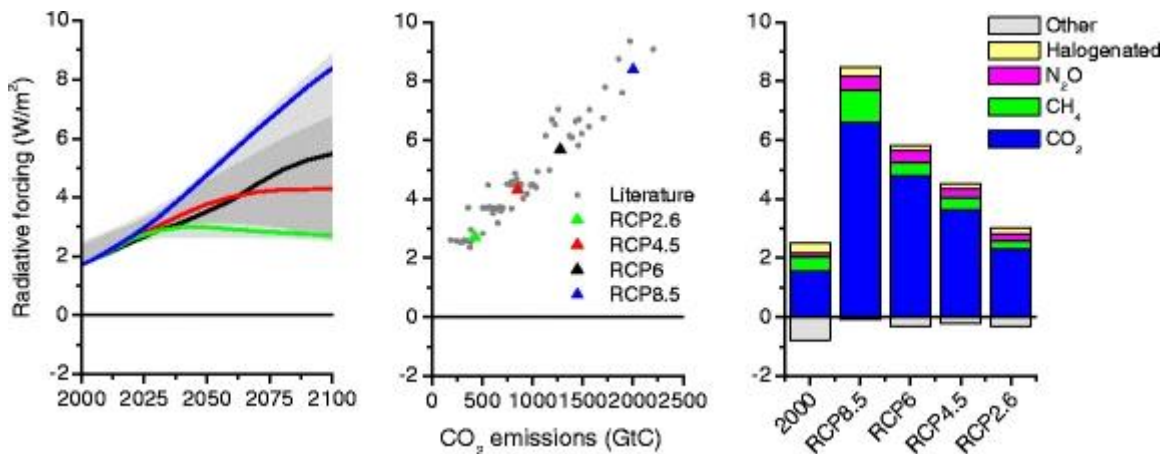 Radiative forcing (W/m²)
10
8
6
4
2
0
-2
2000 2025 2050 2075 2100
10
8
6
4
2
0
-2
0 500 1000 1500 2000 2500
CO₂ emissions (GtC)
Literature
RCP2.6
RCP4.5
RCP6
RCP8.5
10
8
6
4
2
0
-2
2000
RCP8.5
RCP6
RCP4.5
RCP2.6
Other
Halogenated
N₂O
CH₄
CO₂